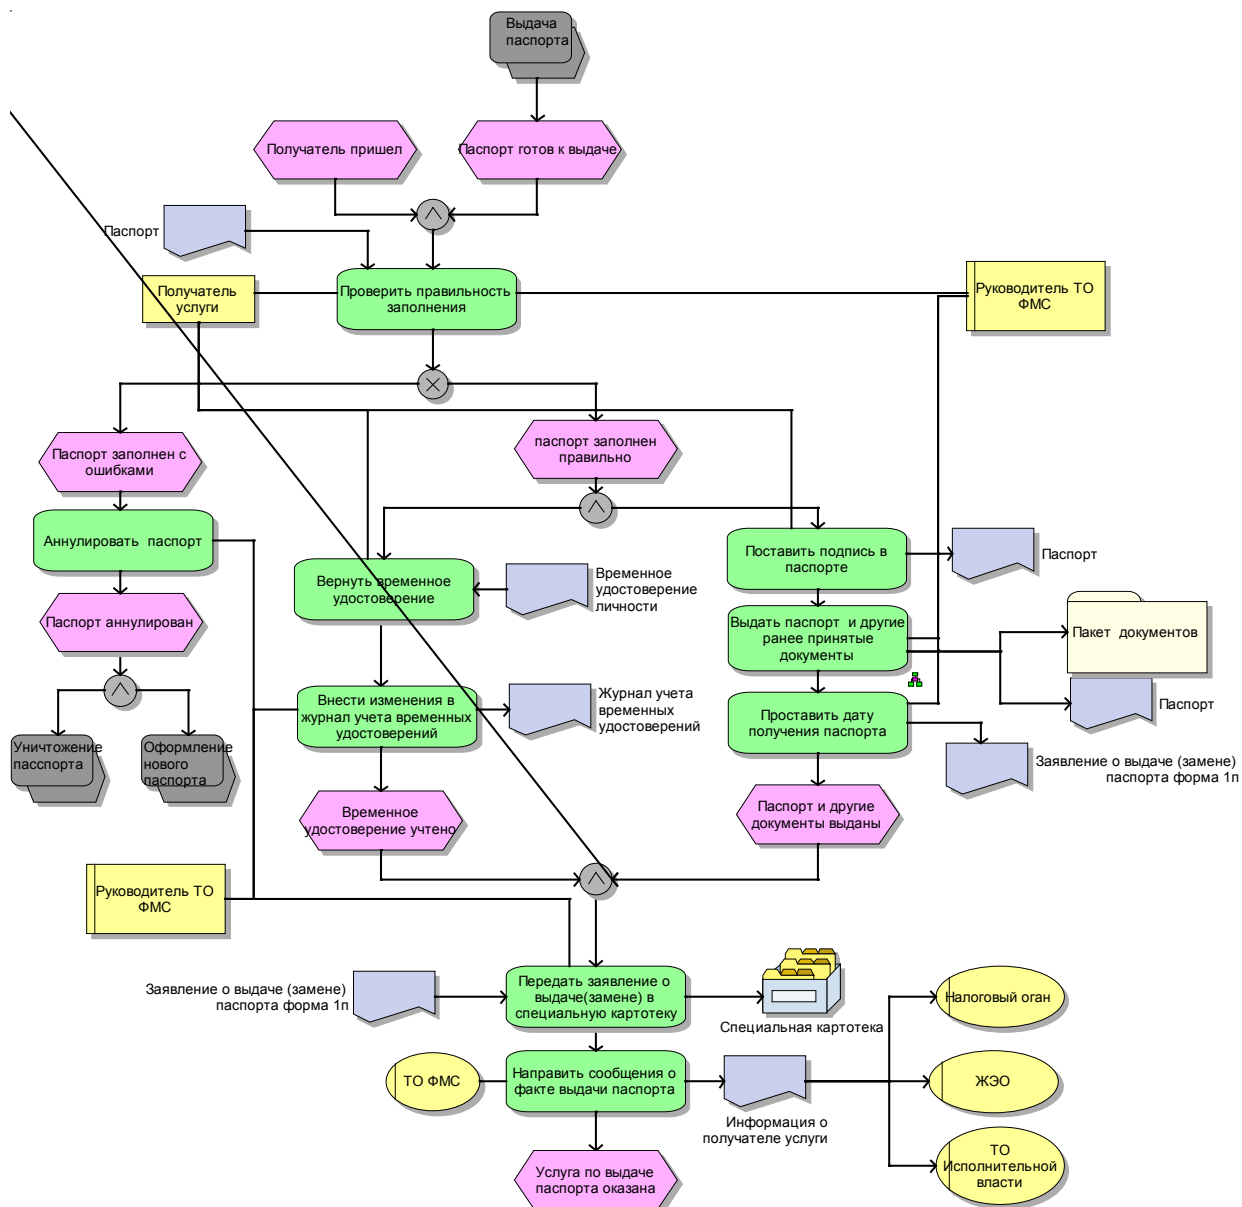 Выдача
паспорта
Получатель пришел
Паспорт готов к выдаче
Паспорт
Получатель
услуги
Проверить правильность
заполнения
Руководитель ТО
ФМС
Паспорт заполнен с
ошибками
паспорт заполнен
правильно
Аннулировать паспорт
Вернуть временное
удостоверение
Временное
удостоверение
личности
Поставить подпись в
паспорте
Паспорт
Паспорт аннулирован
Выдать паспорт и другие
ранее принятые
документы
Пакет документов
Паспорт
Внести изменения в
журнал учета временных
удостоверений
Журнал учета
временных
удостоверений
Проставить дату
получения паспорта
Заявление о выдаче (замене)
паспорта форма 1п
Уничтожение
пасспорта
Оформление
нового
паспорта
Временное
удостоверение учтено
Паспорт и другие
документы выданы
Руководитель ТО
ФМС
Заявление о выдаче (замене)
паспорта форма 1п
Передать заявление о
выдаче(замене) в
специальную картотеку
Специальная картотека
Налоговый оган
ТО ФМС
Направить сообщения о
факте выдачи паспорта
Информация о
получателе услуги
ЖЭО
ТО
Исполнительной
власти
Услуга по выдаче
паспорта оказана